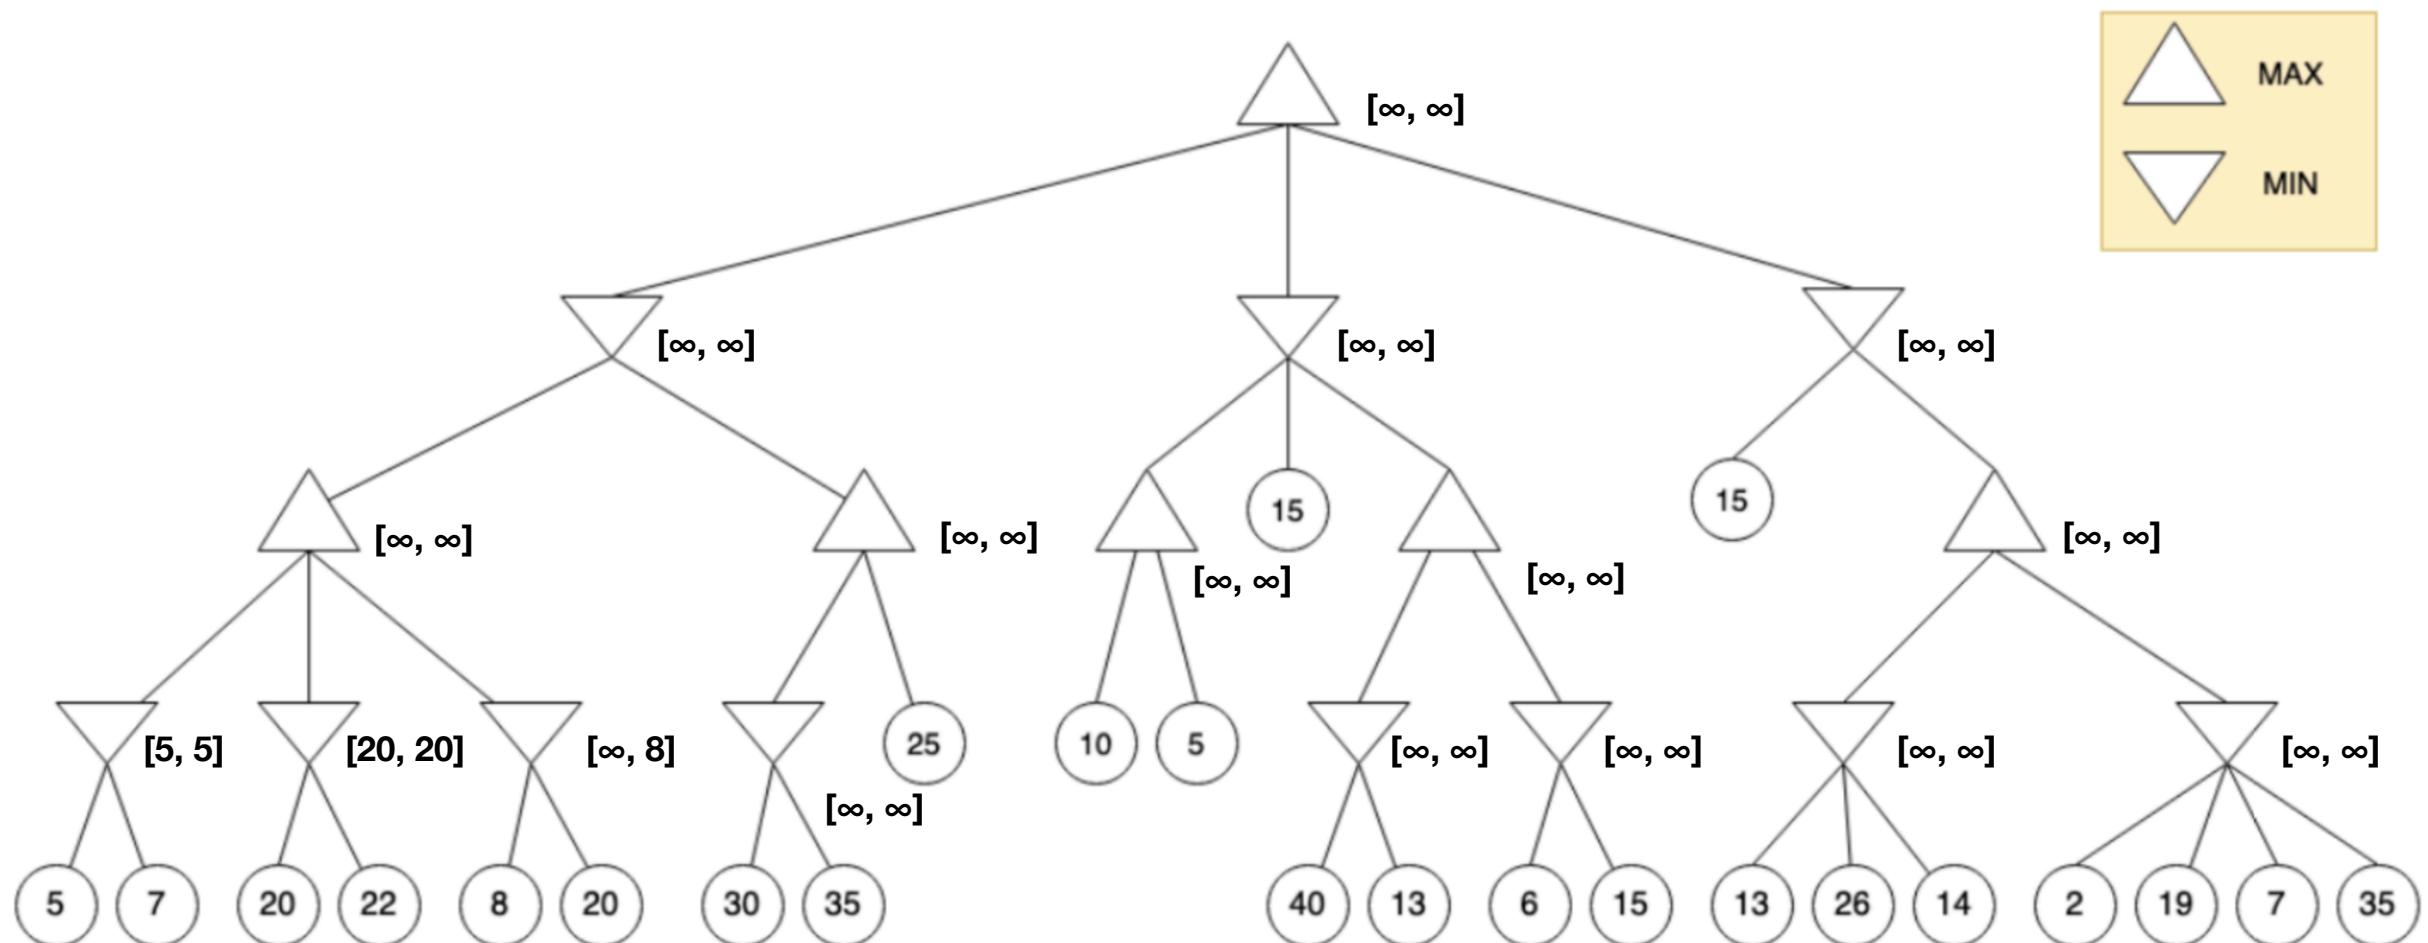 MAX
[∞, ∞]
MIN
[∞, ∞] [∞, ∞] [∞, ∞]
15 15
[∞, ∞] [∞, ∞] [∞, ∞]
[∞, ∞] [∞, ∞]
[5, 5] [20, 20] [∞, 8] 25 10 5 [∞, ∞] [∞, ∞] [∞, ∞] [∞, ∞]
[∞, ∞]
5 7 20 22 8 20 30 35 40 13 6 15 13 26 14 2 19 7 35